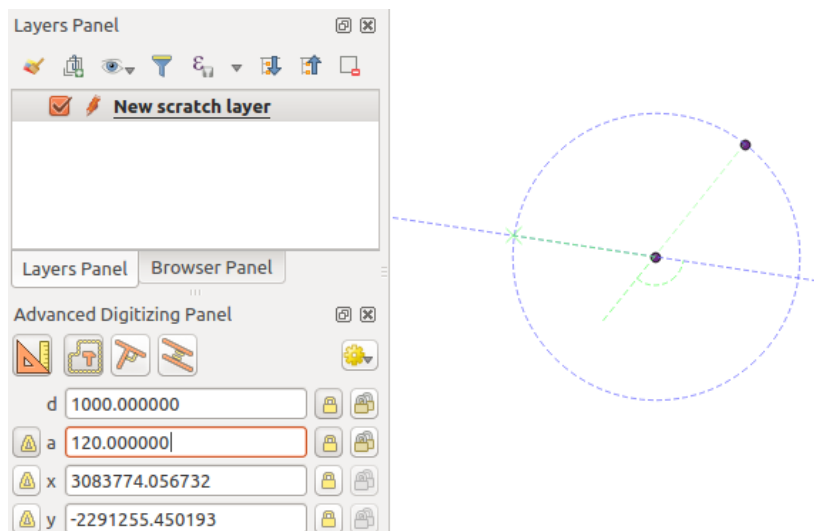 Layers Panel
New scratch layer
Layers Panel Browser Panel
Advanced Digitizing Panel
d 1000.000000
a 120.000000
x 3083774.056732
y -2291255.450193